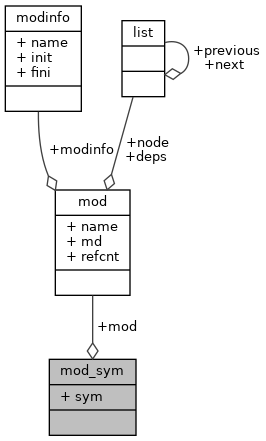 modinfo
+ name
+ init
+ fini
list
+previous
+next
+modinfo
+node
+deps
mod
+ name
+ md
+ refcnt
+mod
mod_sym
+ sym